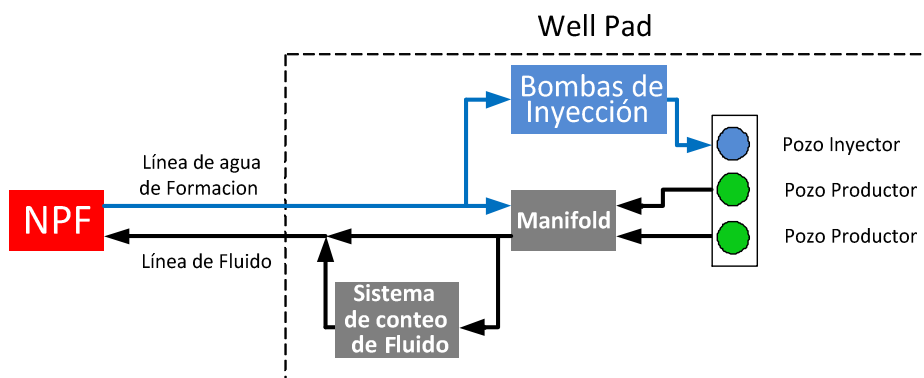 Well Pad
Bombas de
Inyección
Pozo Inyector
Línea de agua
de Formacion
Pozo Productor
NPF
Manifold
Pozo Productor
Línea de Fluido
Sistema
de conteo
de Fluido